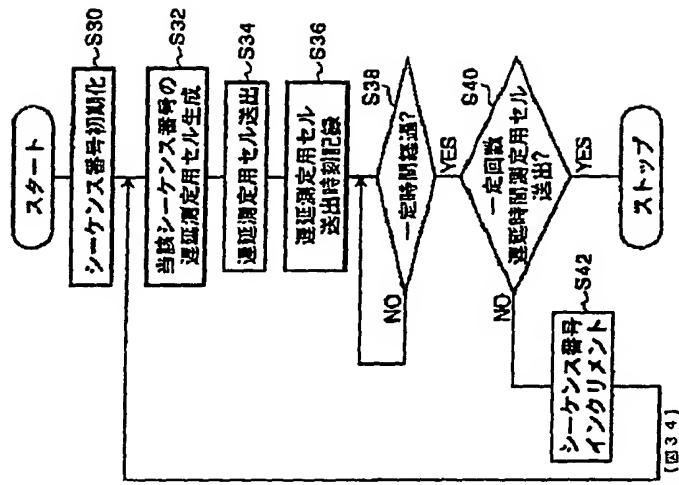 スタート
シーケンス番号初期化
S30
当該シーケンス番号の
遅延測定用セル生成
S32
遅延測定用セル送出
S34
遅延測定用セル
送出時刻記録
S36
一定時間経過?
S38
NO
YES
一定回数
遅延時間測定用セル
送出?
S40
NO
YES
シーケンス番号
インクリメント
S42
ストップ
(図34)